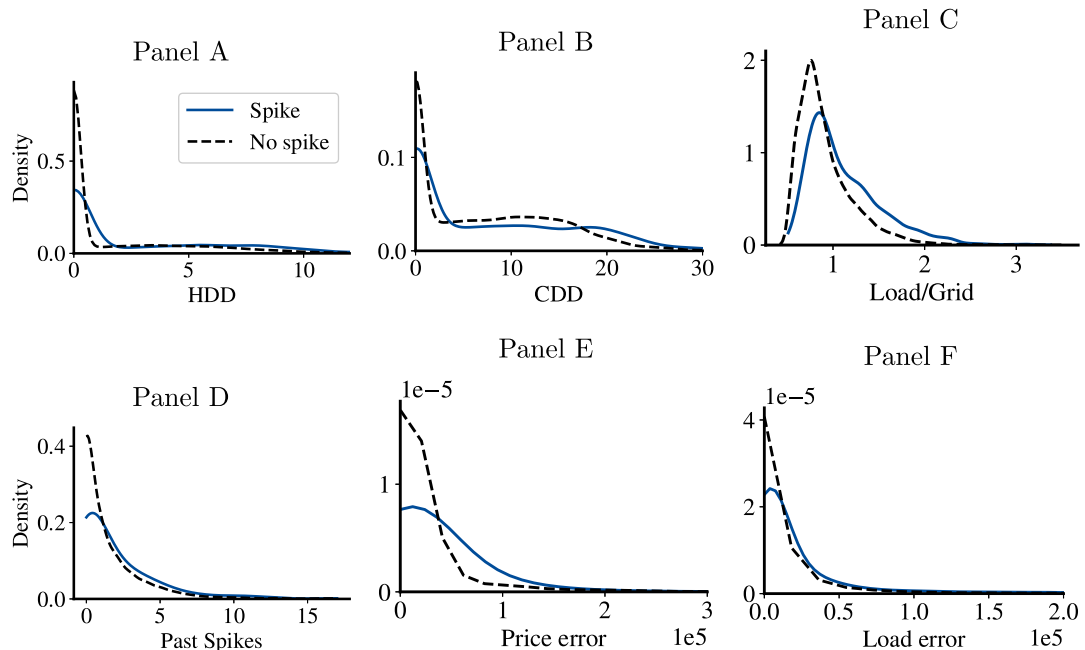 Panel A
Spike
No spike
Density
0.5
0.0
0
5
10
HDD
Panel B
0.1
0.0
0
10
20
30
CDD
Panel C
2
1
0
1
2
3
Load/Grid
Panel D
Density
0.4
0.2
0.0
0
5
10
15
Past Spikes
Panel E
1e−5
1
0
0
1
2
3
Price error
1e5
Panel F
1e−5
4
2
0
0.0
0.5
1.0
1.5
2.0
Load error
1e5